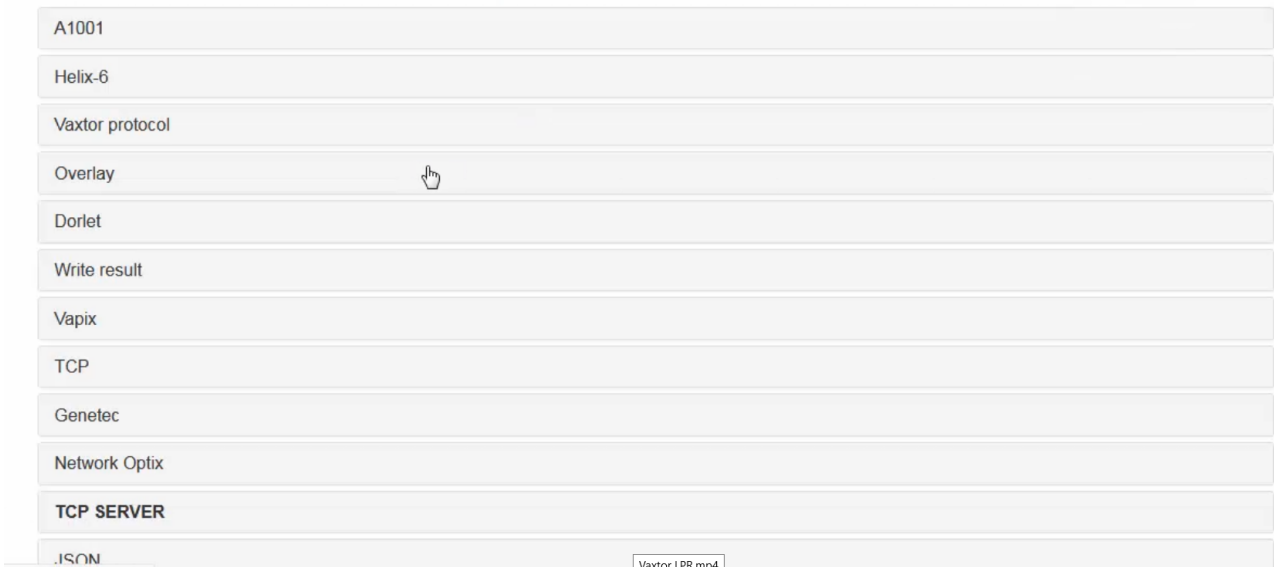 A1001
Helix-6
Vaxtor protocol
Overlay
Dorlet
Write result
Vapix
TCP
Genetec
Network Optix
TCP SERVER
JSON
Vaxtor LPR.mp4